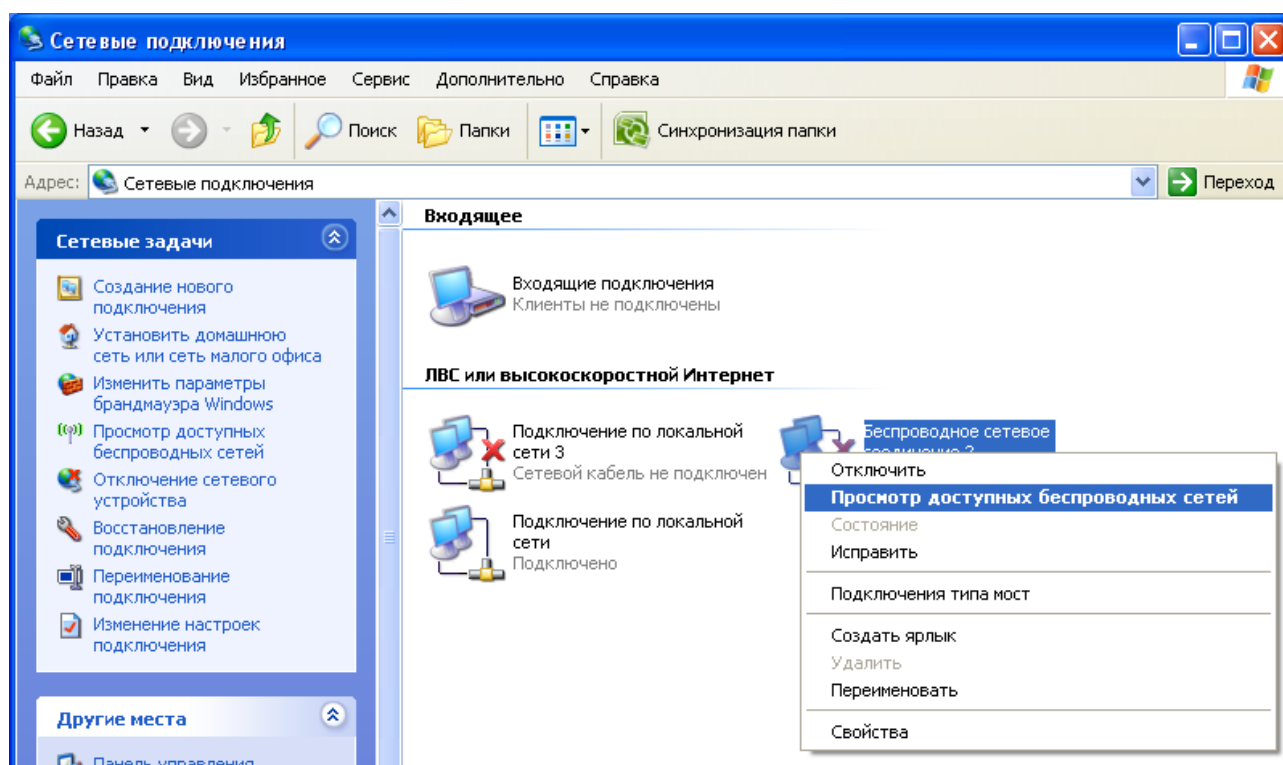 Сетевые подключения
Файл Правка Вид Избранное Сервис Дополнительно Справка
Назад Поиск Папки Синхронизация папки
Адрес: Сетевые подключения Переход
Сетевые задачи
Создание нового
подключения
Установить домашнюю
сеть или сеть малого офиса
Изменить параметры
брандмауэра Windows
Просмотр доступных
беспроводных сетей
Отключение сетевого
устройства
Восстановление
подключения
Переименование
подключения
Изменение настроек
подключения
Другие места
Панель управления
Входящее
Входящие подключения
Клиенты не подключены
ЛВС или высокоскоростной Интернет
Подключение по локальной
сети 3
Сетевой кабель не подключен
Беспроводное сетевое
соединение 2
Подключение по локальной
сети
Подключено
Отключить
Просмотр доступных беспроводных сетей
Состояние
Исправить
Подключения типа мост
Создать ярлык
Удалить
Переименовать
Свойства